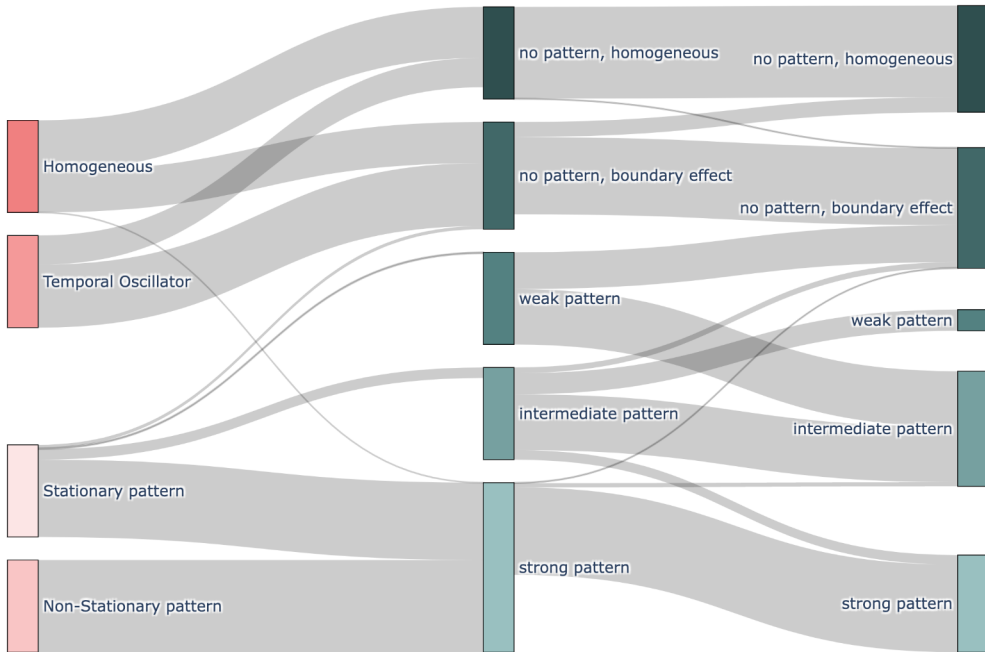 Homogeneous
Temporal Oscillator
Stationary pattern
Non-Stationary pattern
no pattern, homogeneous
no pattern, boundary effect
weak pattern
intermediate pattern
strong pattern
no pattern, homogeneous
no pattern, boundary effect
weak pattern
intermediate pattern
strong pattern